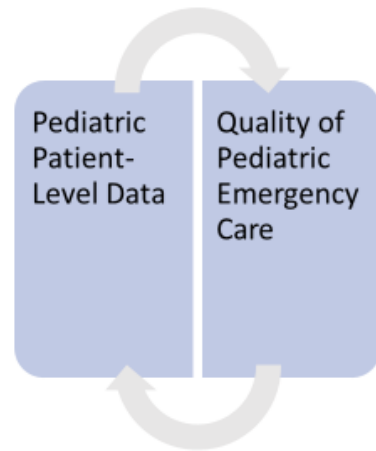 Pediatric
Patient-
Level Data
Quality of
Pediatric
Emergency
Care